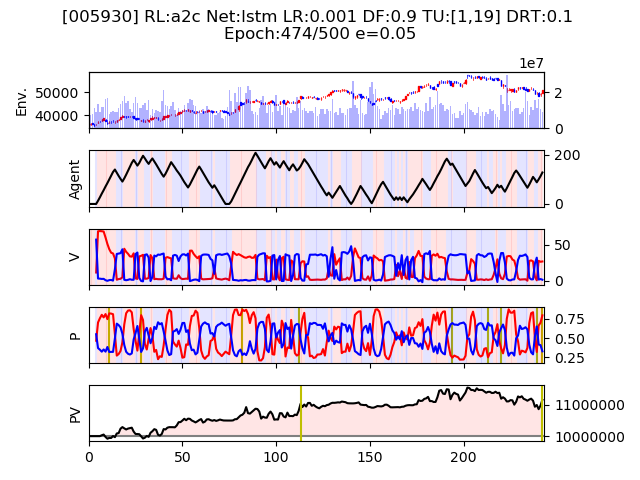 [005930] RL:a2c Net:lstm LR:0.001 DF:0.9 TU:[1,19] DRT:0.1
Epoch:474/500 e=0.05
1e7
Env.
50000
40000
2
0
Agent
200
0
V
50
0
P
0.75
0.50
0.25
PV
11000000
10000000
0
50
100
150
200